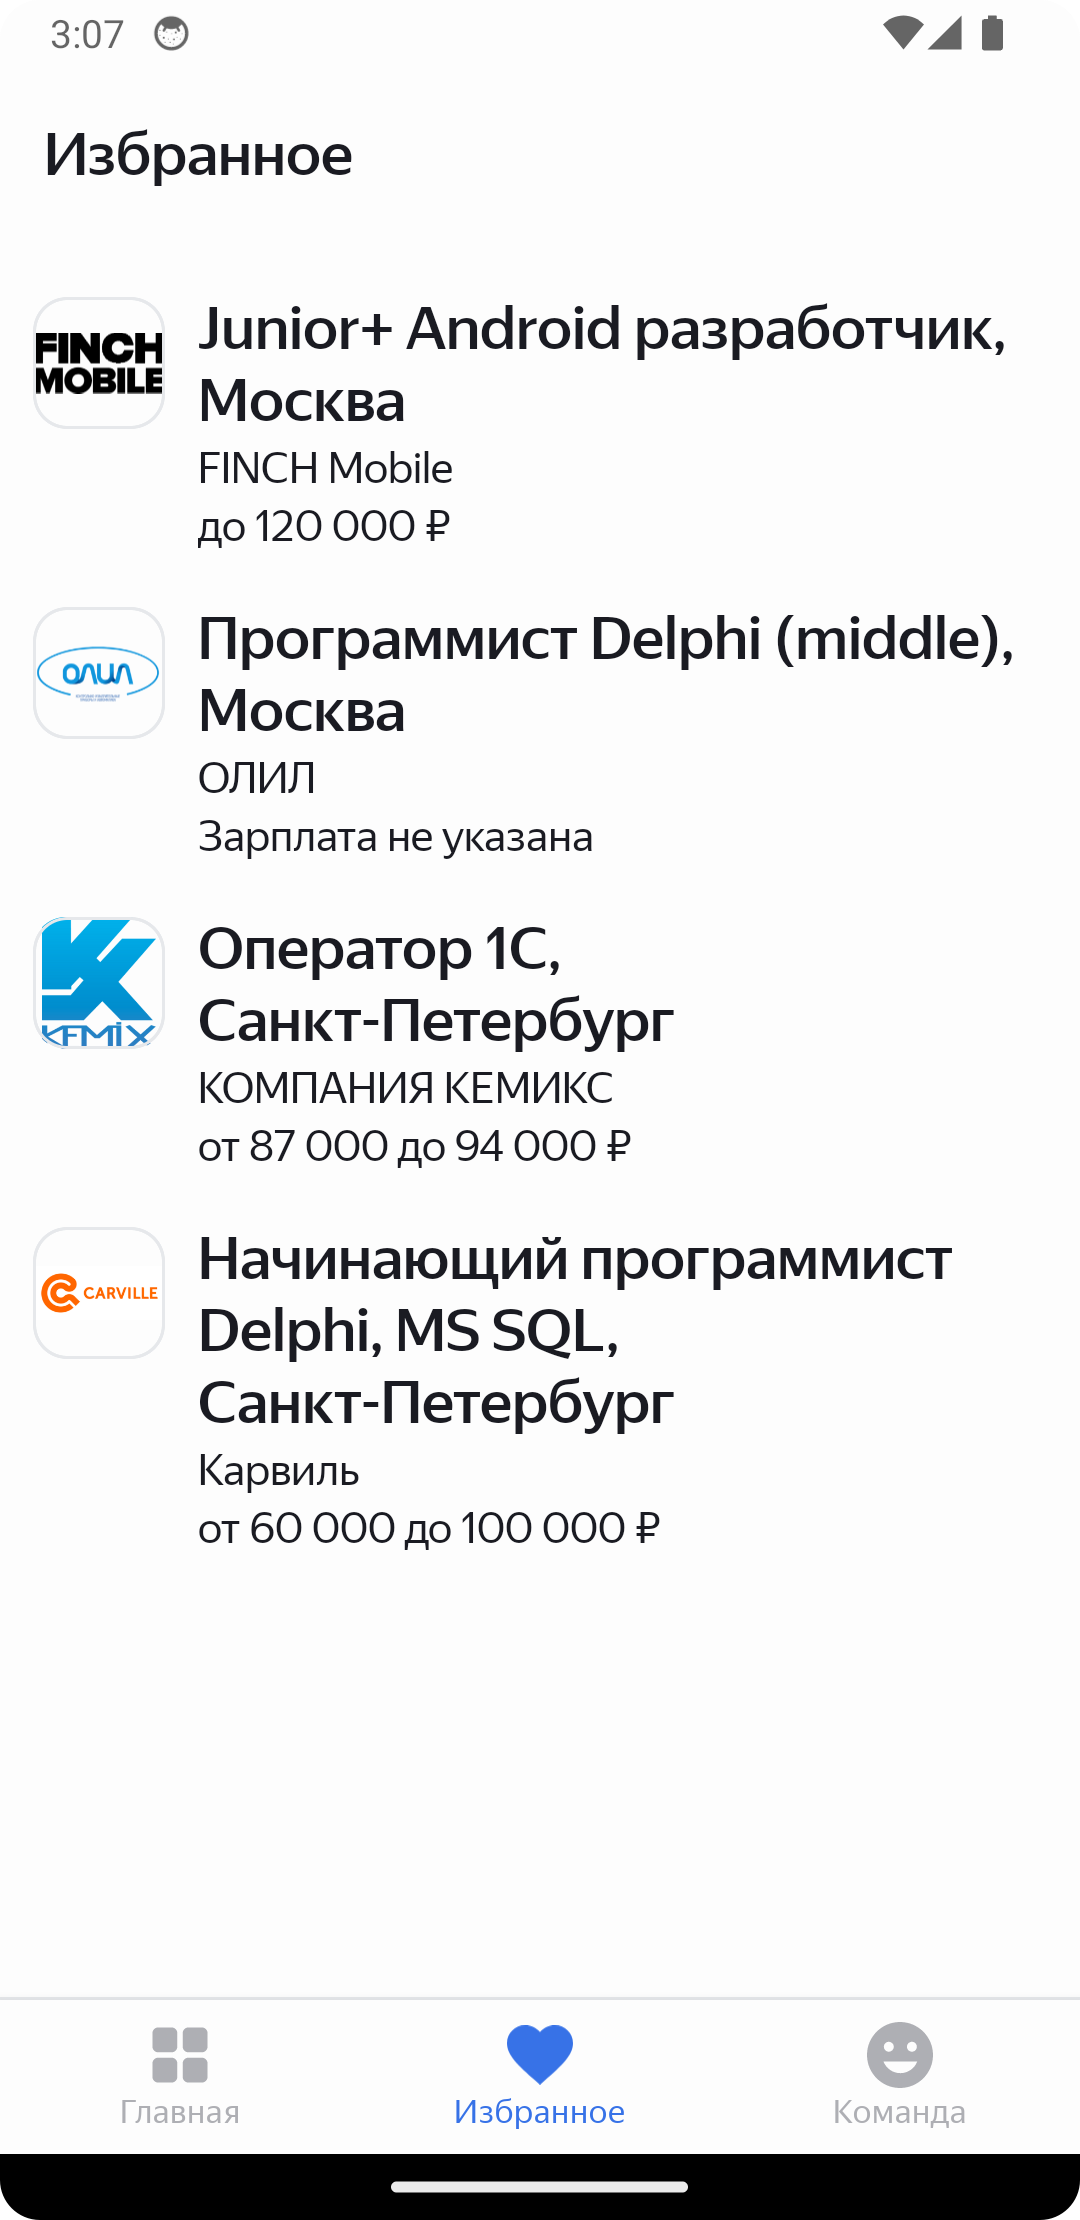 3:07
Избранное
FINCH
MOBILE
Junior+ Android разработчик,
Москва
FINCH Mobile
до 120 000 ₽
олил
Программист Delphi (middle),
Москва
ОЛИЛ
Зарплата не указана
KEMiX
Оператор 1С,
Санкт-Петербург
КОМПАНИЯ КЕМИКС
от 87 000 до 94 000 ₽
CARVILLE
Начинающий программист
Delphi, MS SQL,
Санкт-Петербург
Карвиль
от 60 000 до 100 000 ₽
Главная
Избранное
Команда